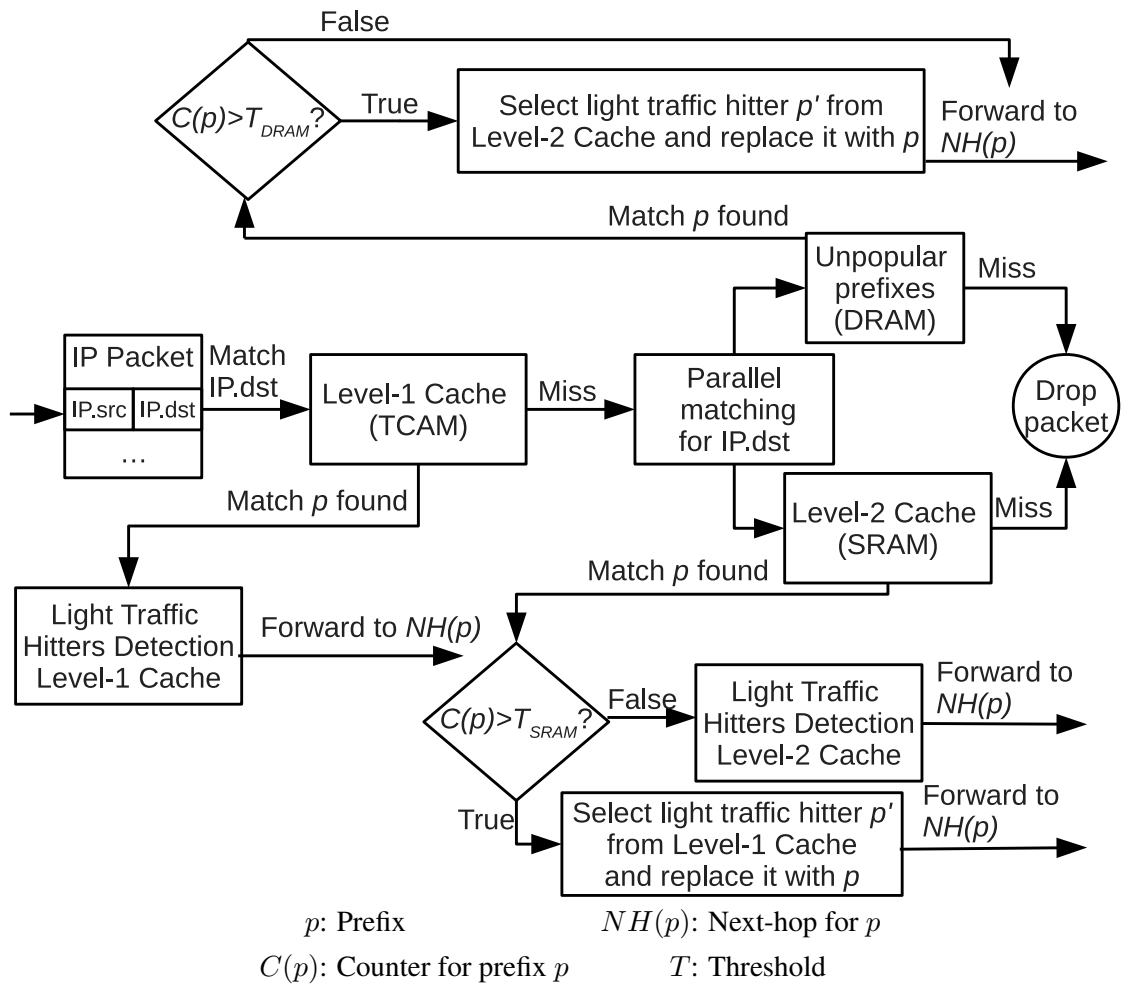 False
C(p)>T_DRAM?
True
Select light traffic hitter p' from
Level-2 Cache and replace it with p
Forward to
NH(p)
Match p found
Unpopular
prefixes
(DRAM)
Miss
IP Packet
IP.src
IP.dst
...
Match
IP.dst
Level-1 Cache
(TCAM)
Miss
Parallel
matching
for IP.dst
Drop
packet
Match p found
Level-2 Cache
(SRAM)
Miss
Match p found
Light Traffic
Hitters Detection
Level-1 Cache
Forward to NH(p)
C(p)>T_SRAM?
False
Light Traffic
Hitters Detection
Level-2 Cache
Forward to
NH(p)
True
Select light traffic hitter p'
from Level-1 Cache
and replace it with p
Forward to
NH(p)
p: Prefix
NH(p): Next-hop for p
C(p): Counter for prefix p
T: Threshold